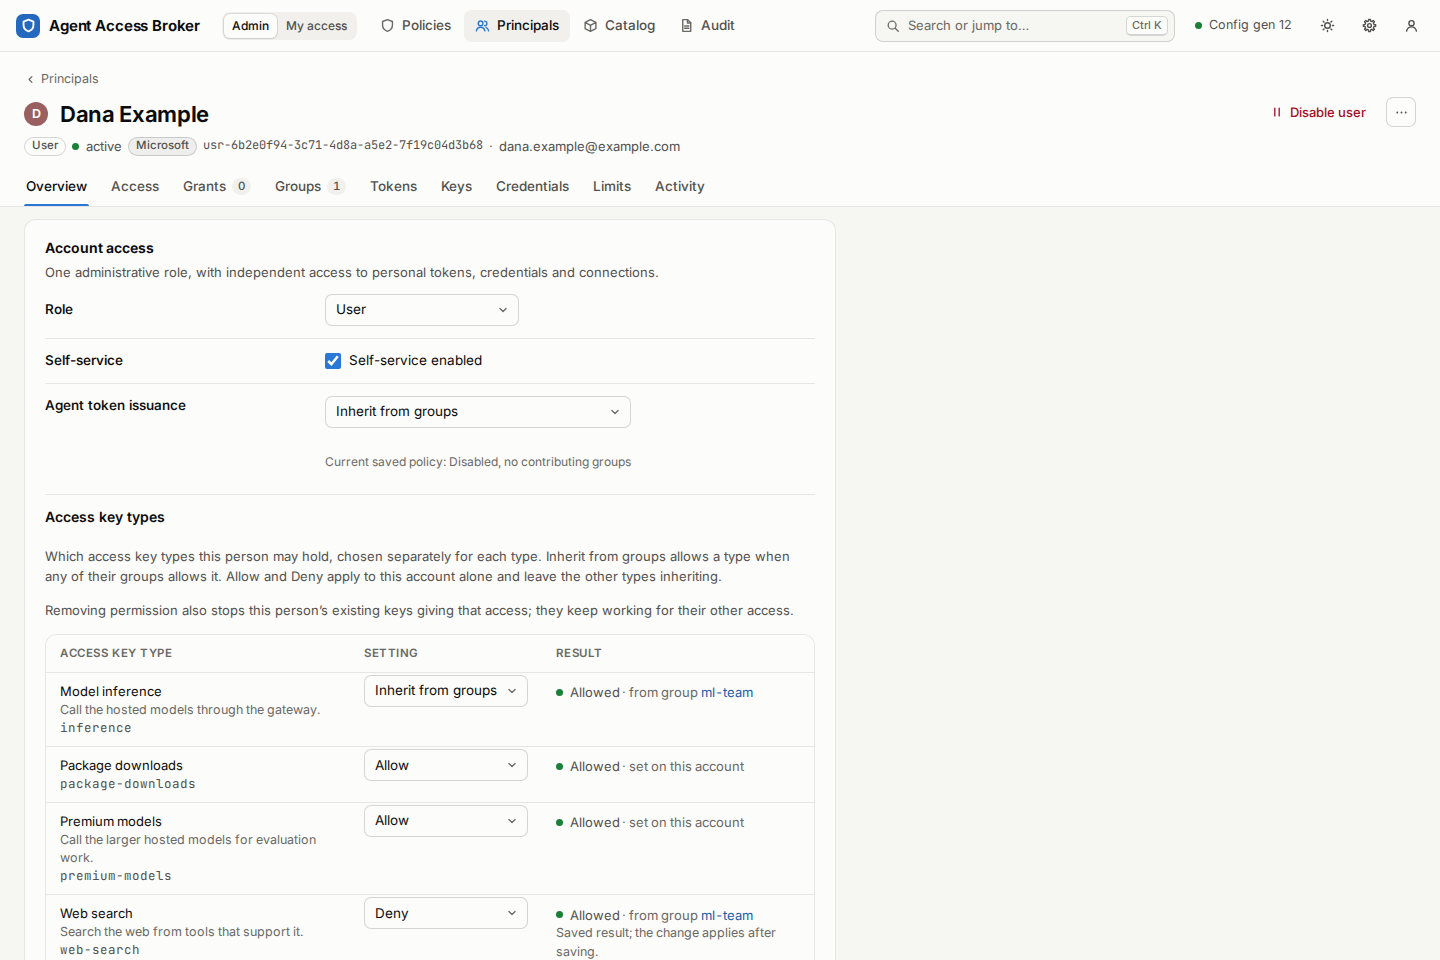 Agent Access Broker
Admin
My access
Policies
Principals
Catalog
Audit
Search or jump to...
Ctrl K
Config gen 12
Principals
D
Dana Example
Disable user
User
active
Microsoft
usr-6b2e0f94-3c71-4d8a-a5e2-7f19c04d3b68 · dana.example@example.com
Overview
Access
Grants 0
Groups 1
Tokens
Keys
Credentials
Limits
Activity
Account access
One administrative role, with independent access to personal tokens, credentials and connections.
Role
User
Self-service
Self-service enabled
Agent token issuance
Inherit from groups
Current saved policy: Disabled, no contributing groups
Access key types
Which access key types this person may hold, chosen separately for each type. Inherit from groups allows a type when
any of their groups allows it. Allow and Deny apply to this account alone and leave the other types inheriting.
Removing permission also stops this person's existing keys giving that access; they keep working for their other access.
ACCESS KEY TYPE
SETTING
RESULT
Model inference
Call the hosted models through the gateway.
inference
Inherit from groups
Allowed · from group ml-team
Package downloads
package-downloads
Allow
Allowed · set on this account
Premium models
Call the larger hosted models for evaluation
work.
premium-models
Allow
Allowed · set on this account
Web search
Search the web from tools that support it.
web-search
Deny
Allowed · from group ml-team
Saved result; the change applies after
saving.